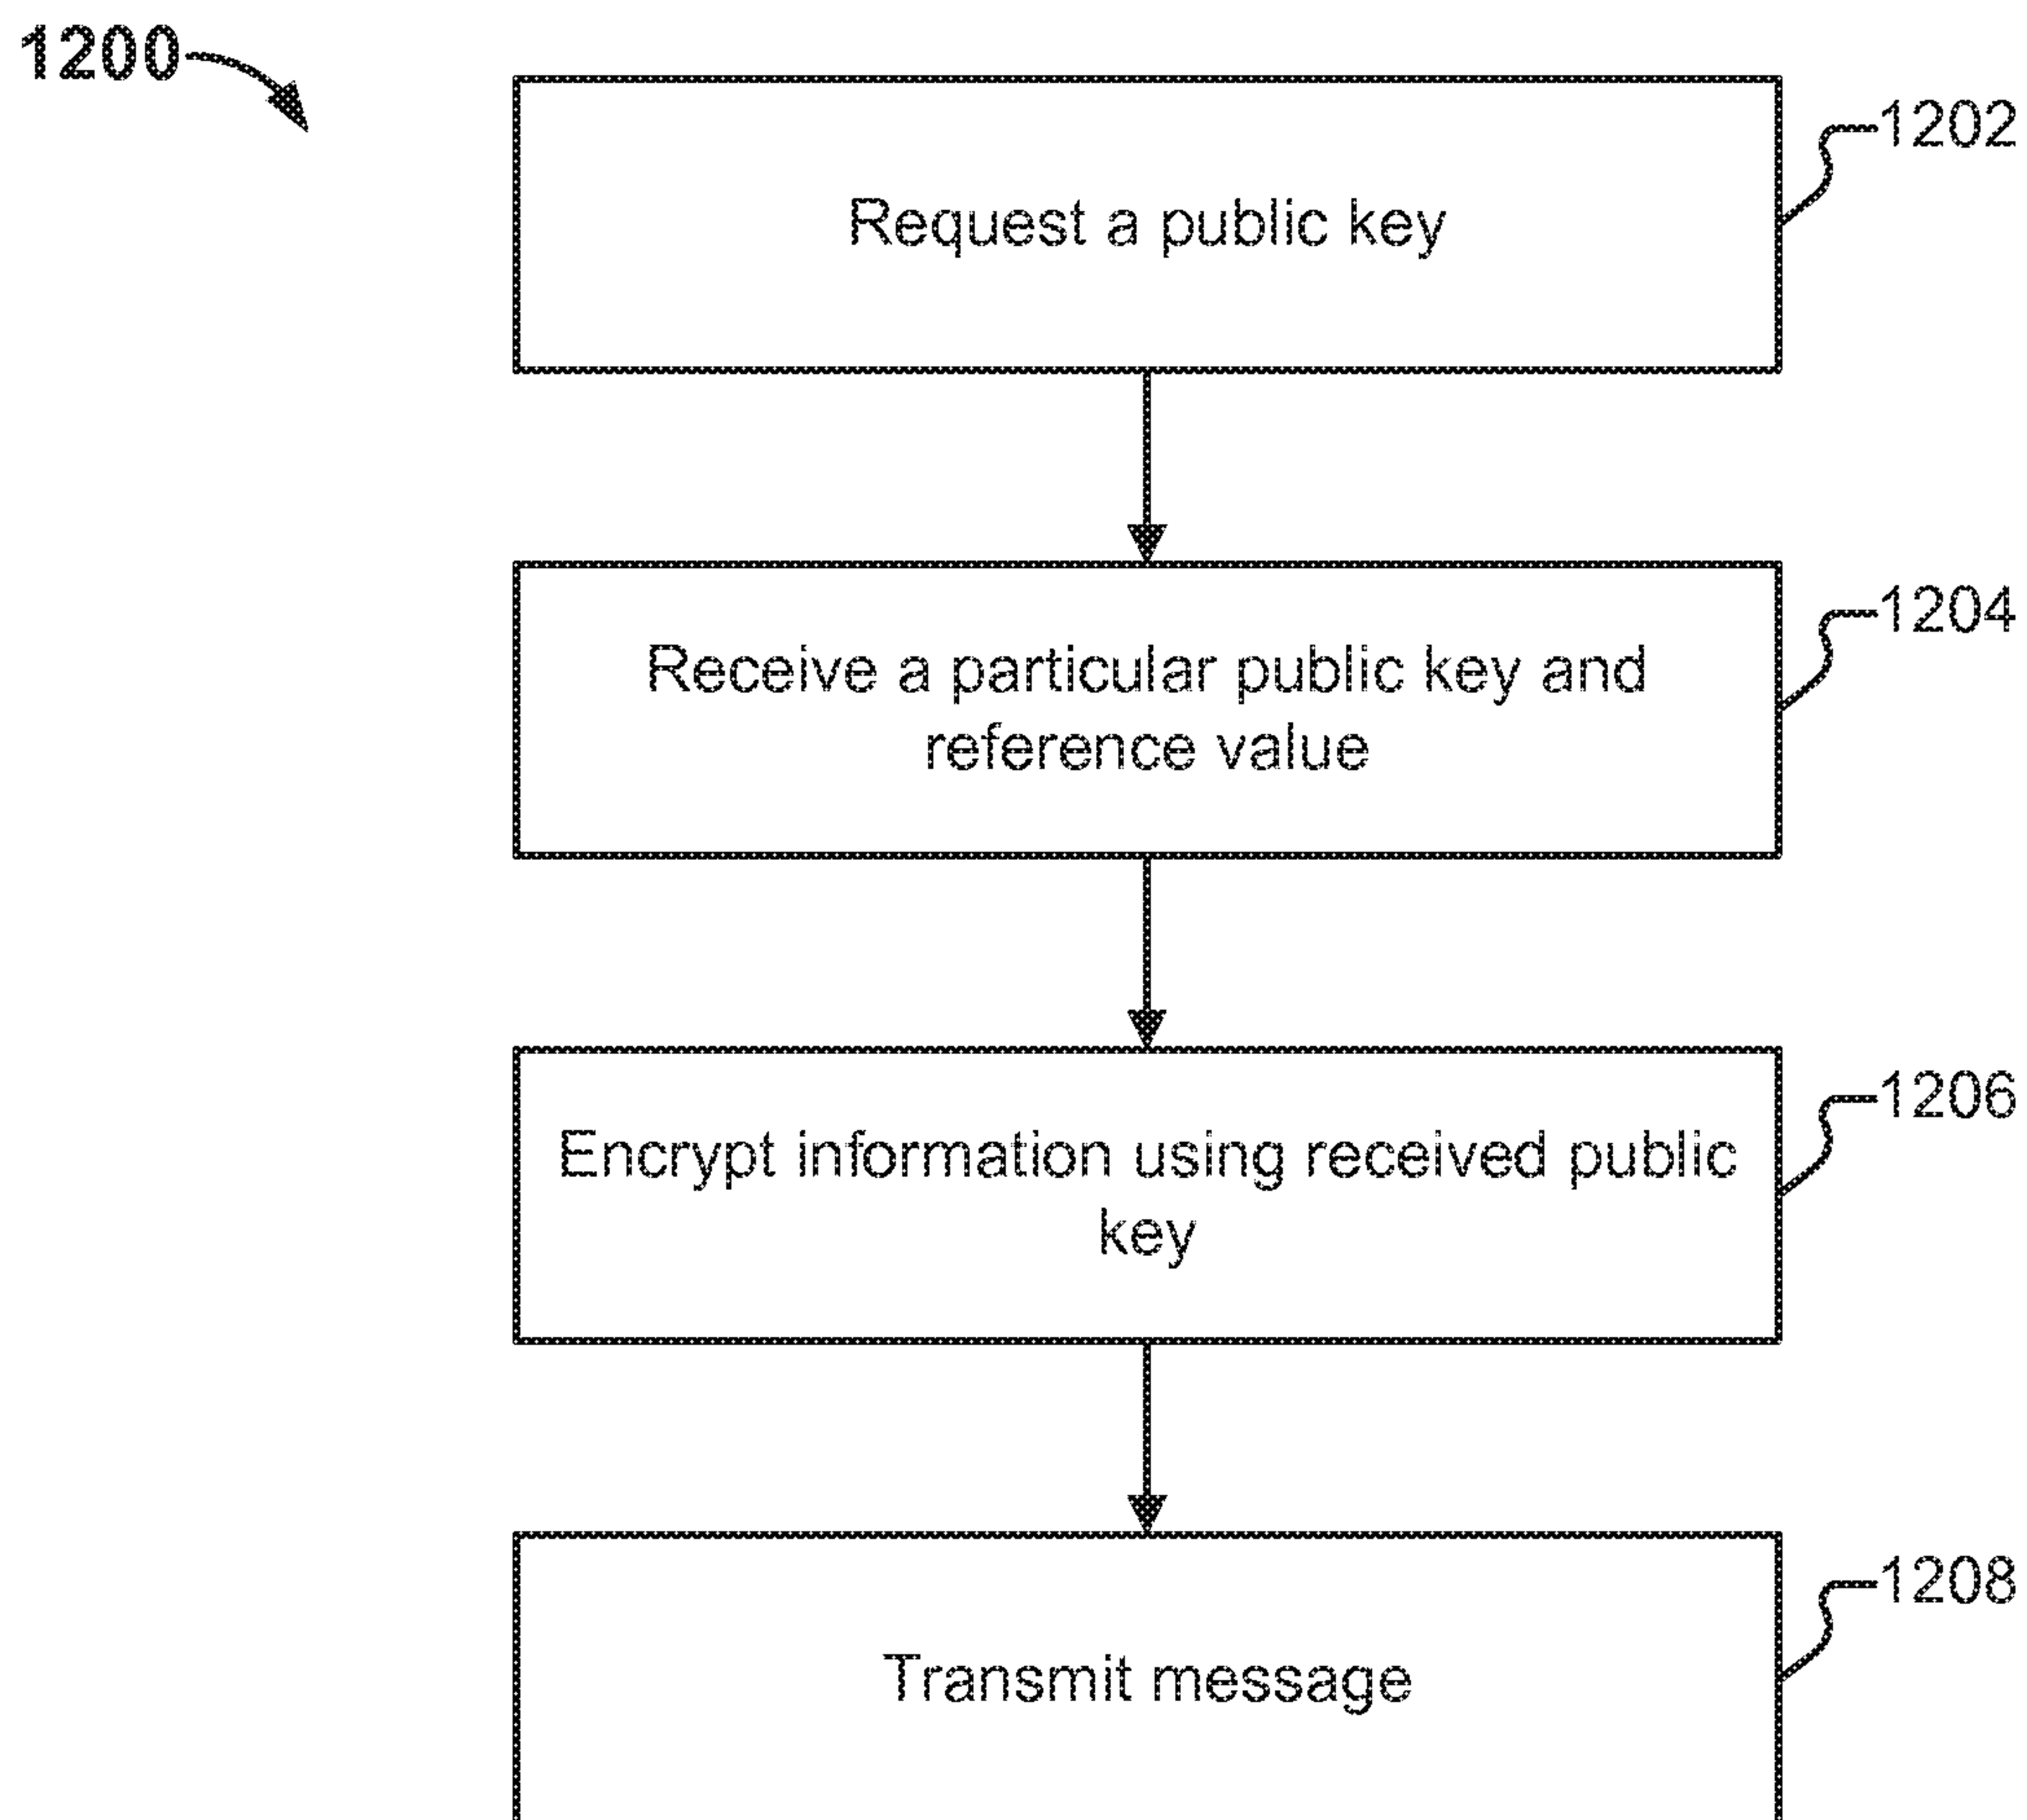 1200
Request a public key
1202
Receive a particular public key and
reference value
1204
Encrypt information using received public
key
1206
Transmit message
1208